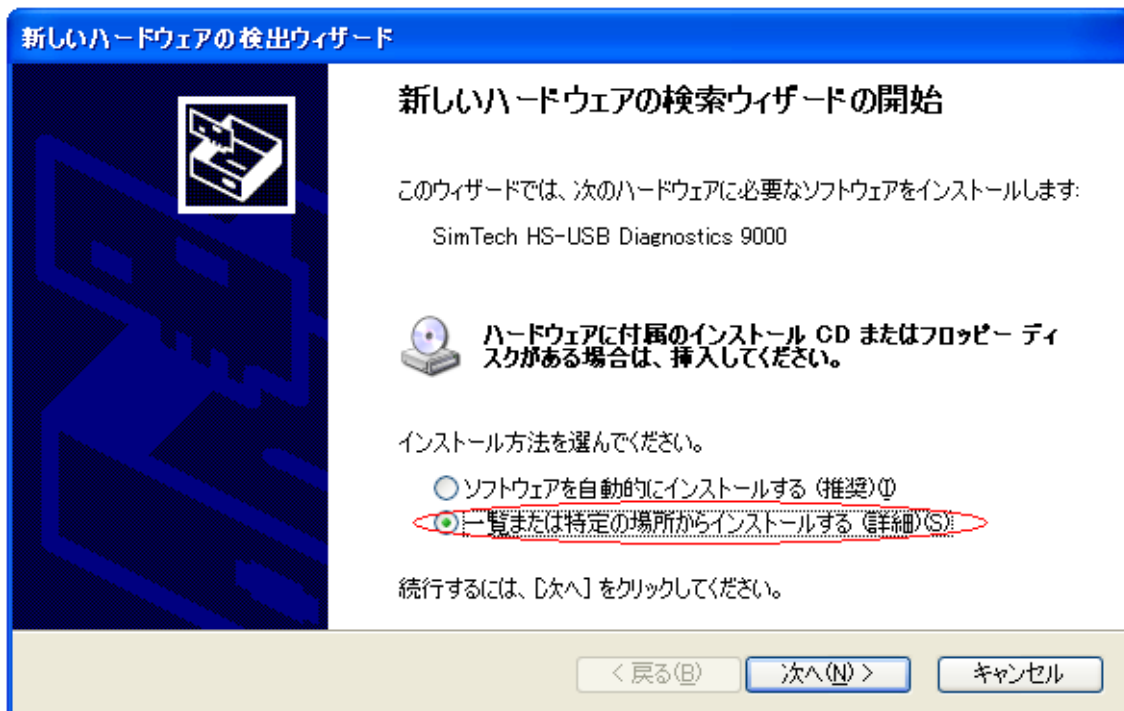 新しいハードウェアの検出ウィザード
新しいハードウェアの検索ウィザードの開始
このウィザードでは、次のハードウェアに必要なソフトウェアをインストールします:
SimTech HS-USB Diagnostics 9000
ハードウェアに付属のインストール CD またはフロッピー ディ
スクがある場合は、挿入してください。
インストール方法を選んでください。
ソフトウェアを自動的にインストールする (推奨)(I)
一覧または特定の場所からインストールする (詳細)(S)
続行するには、[次へ] をクリックしてください。
< 戻る(B)
次へ(N) >
キャンセル